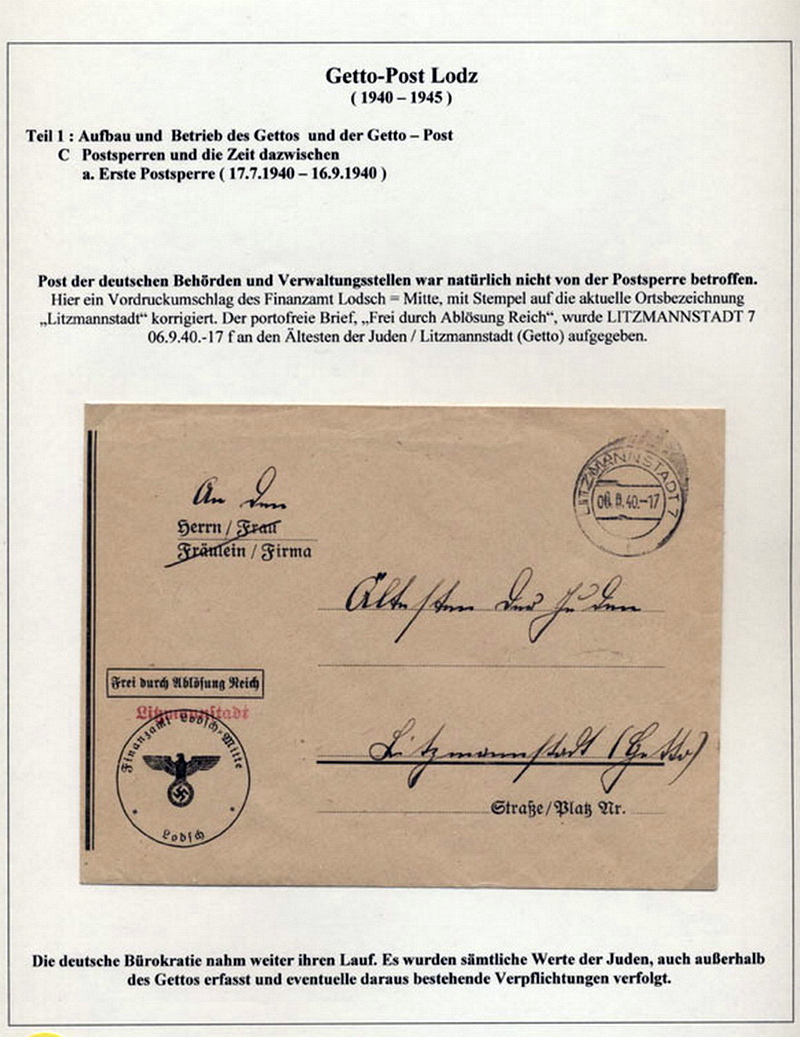 Getto-Post Lodz
( 1940 – 1945 )
Teil 1 : Aufbau und Betrieb des Gettos und der Getto – Post
C Postsperren und die Zeit dazwischen
a. Erste Postsperre ( 17.7.1940 – 16.9.1940 )
Post der deutschen Behörden und Verwaltungsstellen war natürlich nicht von der Postsperre betroffen.
Hier ein Vordruckumschlag des Finanzamt Lodsch = Mitte, mit Stempel auf die aktuelle Ortsbezeichnung
„Litzmannstadt“ korrigiert. Der portofreie Brief, „Frei durch Ablösung Reich“, wurde LITZMANNSTADT 7
06.9.40.-17 f an den Ältesten der Juden / Litzmannstadt (Getto) aufgegeben.
LITZMANNSTADT 7
06.9.40.-17
An den
Herrn / Frau
Fräulein / Firma
Ältesten der Juden
Frei durch Ablösung Reich
Litzmannstadt
Finanzamt Lodsch-Mitte
Lodsch
Litzmannstadt (Getto)
Straße/Platz Nr.
Die deutsche Bürokratie nahm weiter ihren Lauf. Es wurden sämtliche Werte der Juden, auch außerhalb
des Gettos erfasst und eventuelle daraus bestehende Verpflichtungen verfolgt.